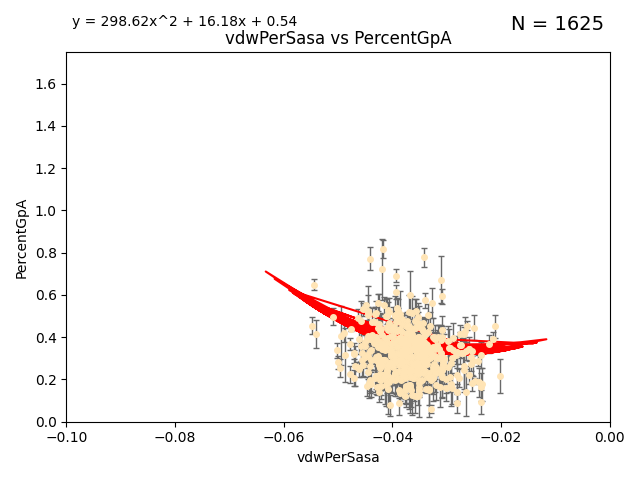 y = 298.62x^2 + 16.18x + 0.54
N = 1625
vdwPerSasa vs PercentGpA
PercentGpA
1.6
1.4
1.2
1.0
0.8
0.6
0.4
0.2
0.0
−0.10 −0.08 −0.06 −0.04 −0.02 0.00
vdwPerSasa